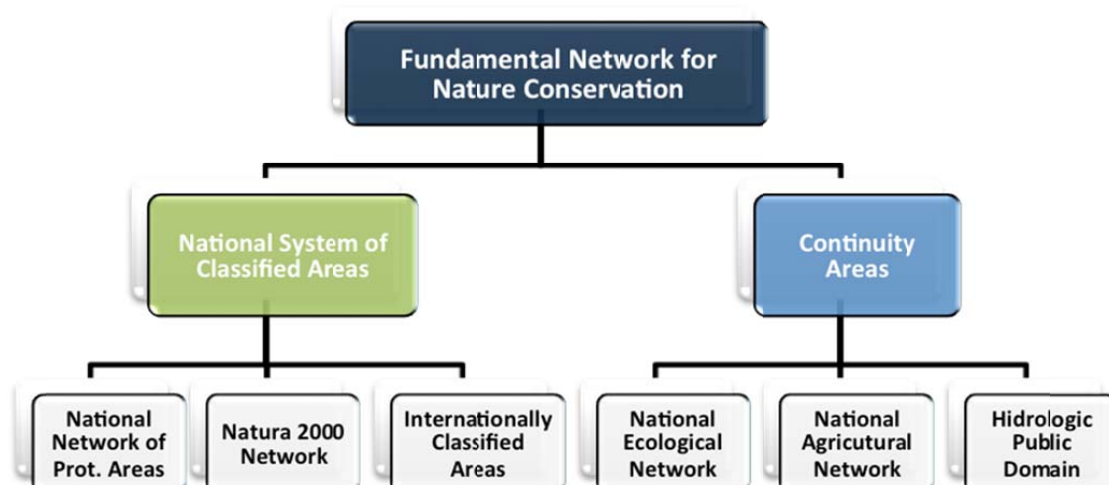 Fundamental Network for
Nature Conservation
National System of
Classified Areas
Continuity
Areas
National
Network of
Prot. Areas
Natura 2000
Network
Internationally
Classified
Areas
National
Ecological
Network
National
Agricutural
Network
Hidrologic
Public
Domain